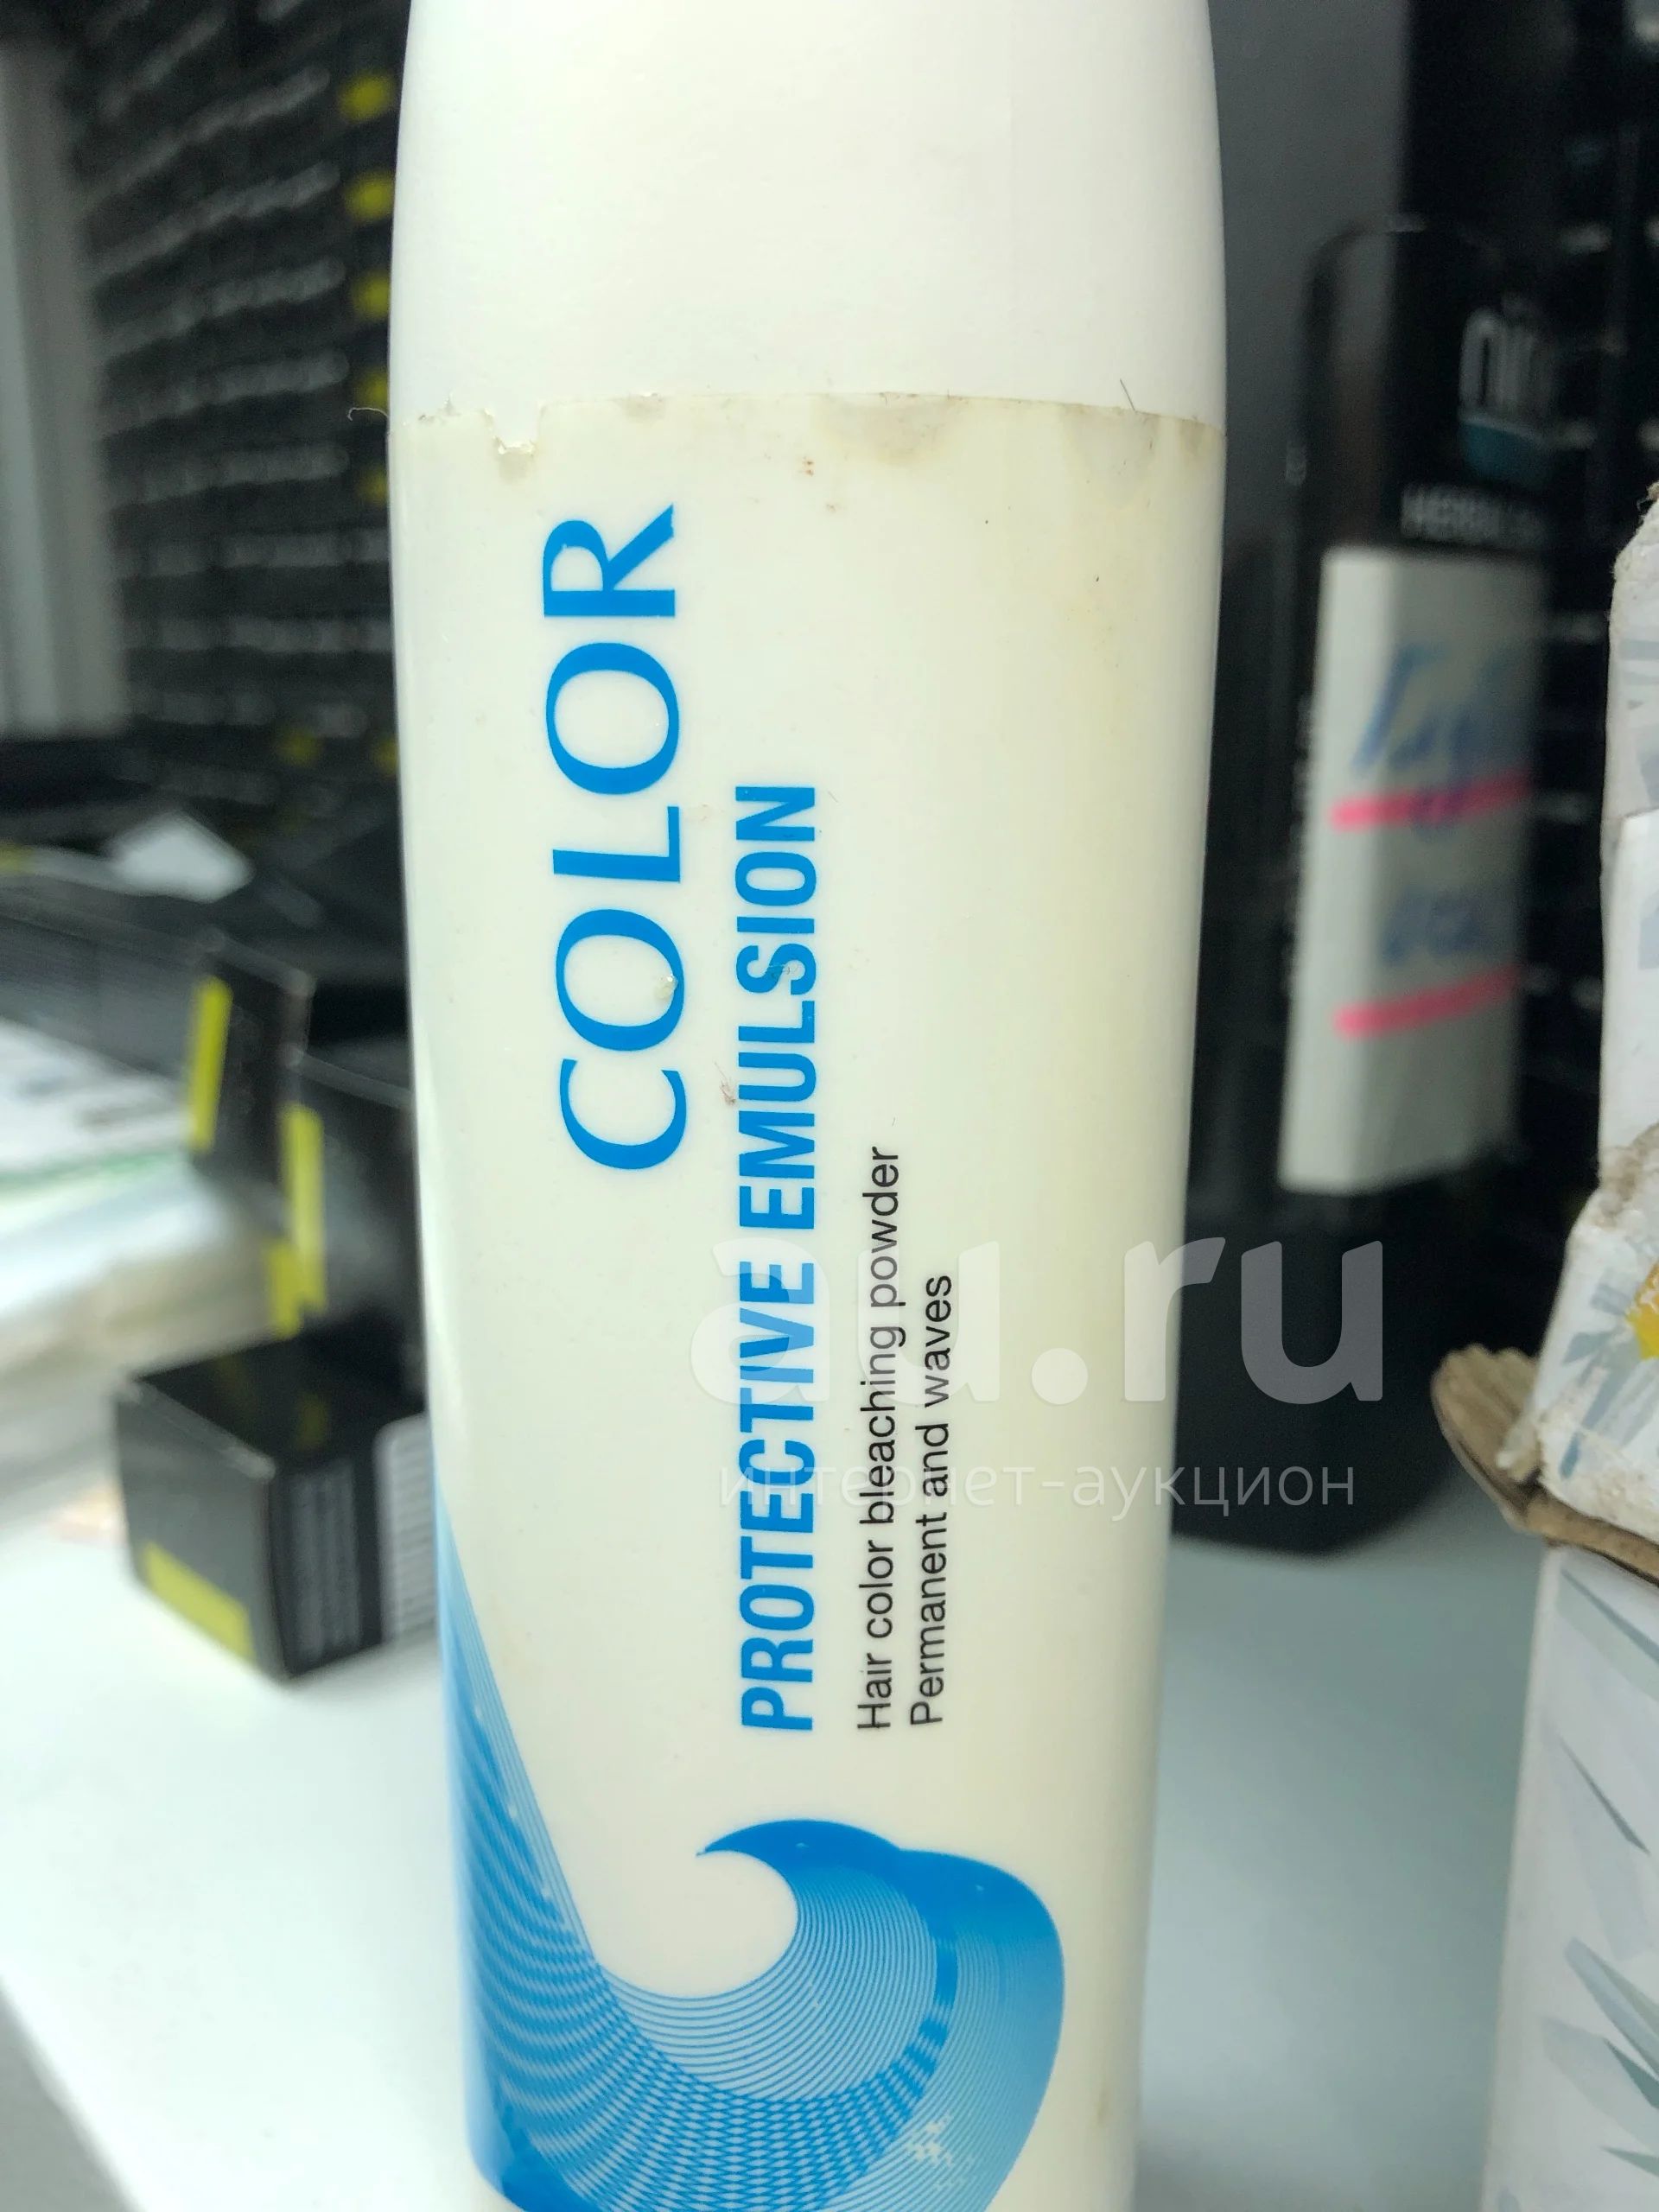 COLOR
PROTECTIVE EMULSION
Hair color bleaching powder
Permanent and waves
au.ru
интернет-аукцион